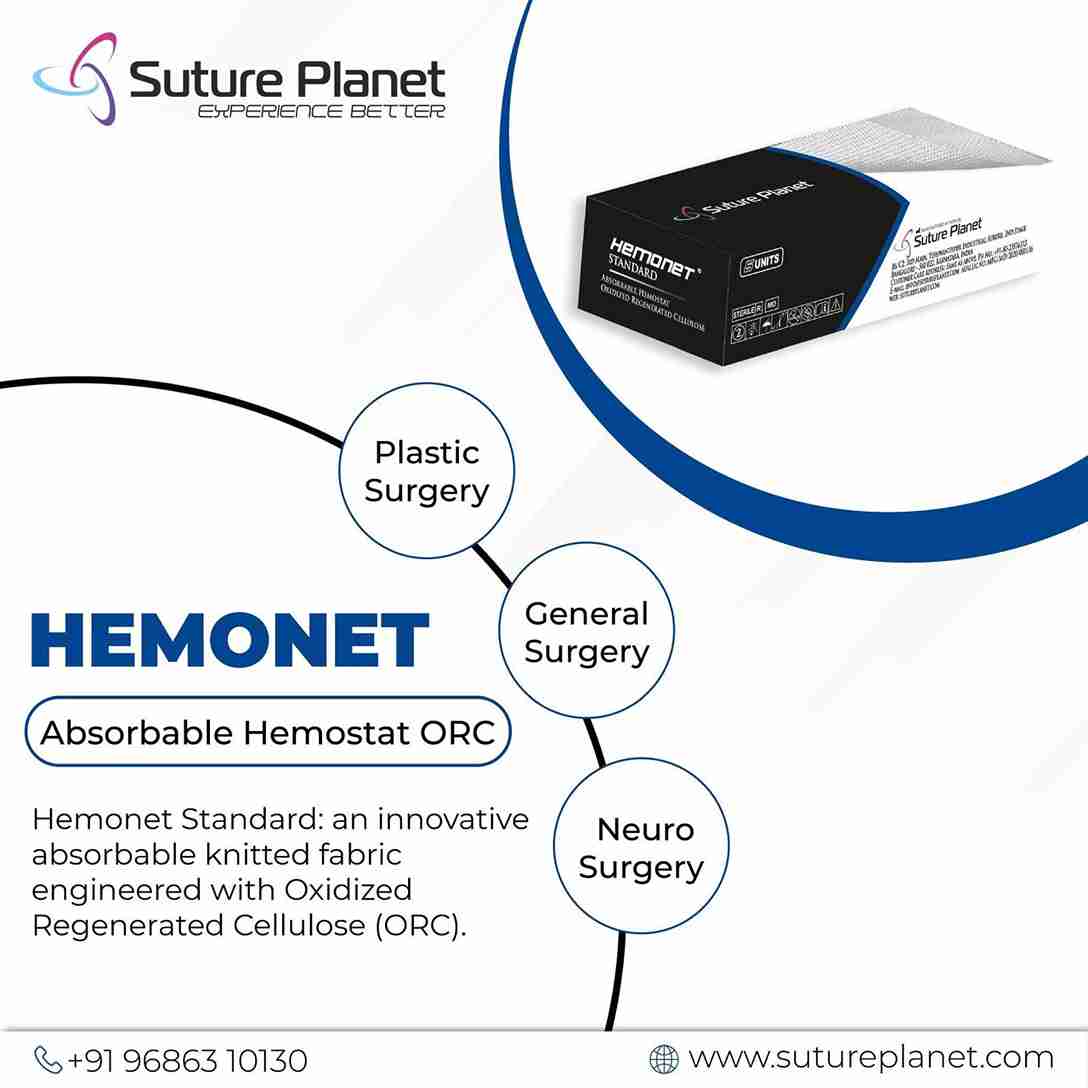 Suture Planet
EXPERIENCE BETTER
Suture Planet
HEMONET®
STANDARD
ABSORBABLE HEMOSTAT
OXIDIZED REGENERATED CELLULOSE
5 UNITS
STERILE R MD
Suture Planet
Plastic
Surgery
General
Surgery
Neuro
Surgery
HEMONET
Absorbable Hemostat ORC
Hemonet Standard: an innovative
absorbable knitted fabric
engineered with Oxidized
Regenerated Cellulose (ORC).
+91 96863 10130
www.sutureplanet.com